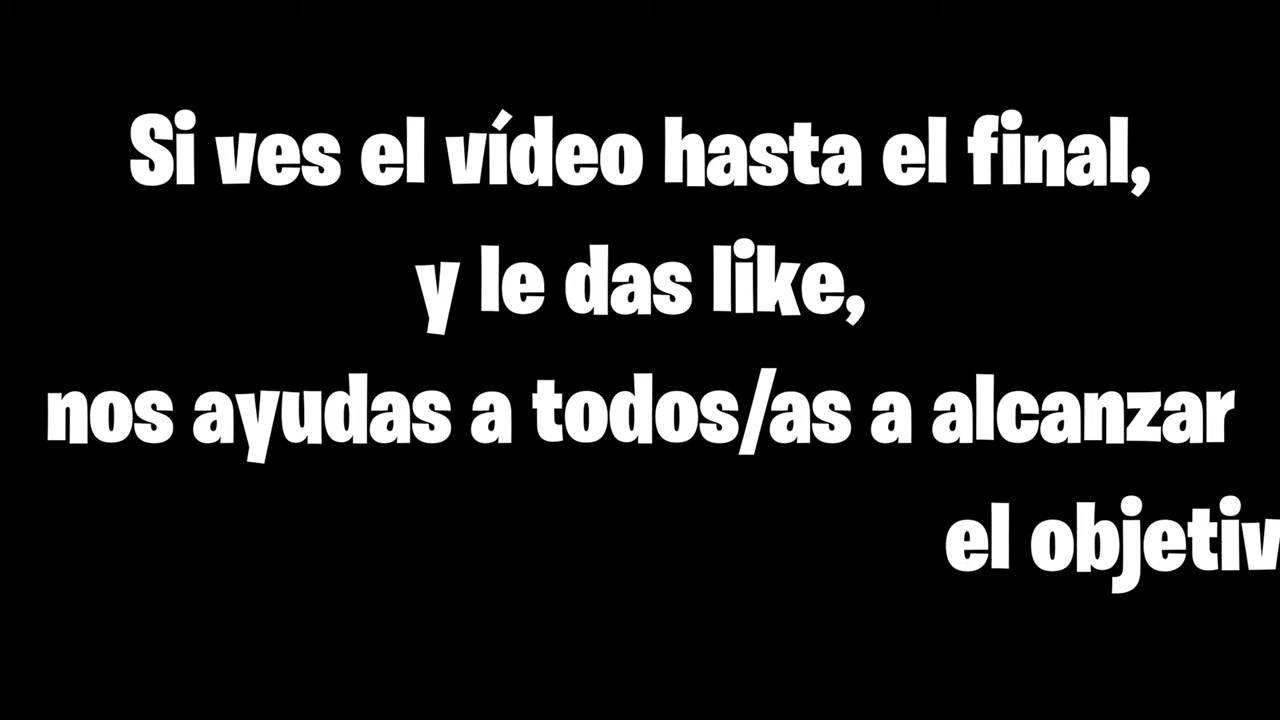 Si ves el vídeo hasta el final,
y le das like,
nos ayudas a todos/as a alcanzar
el objetiv